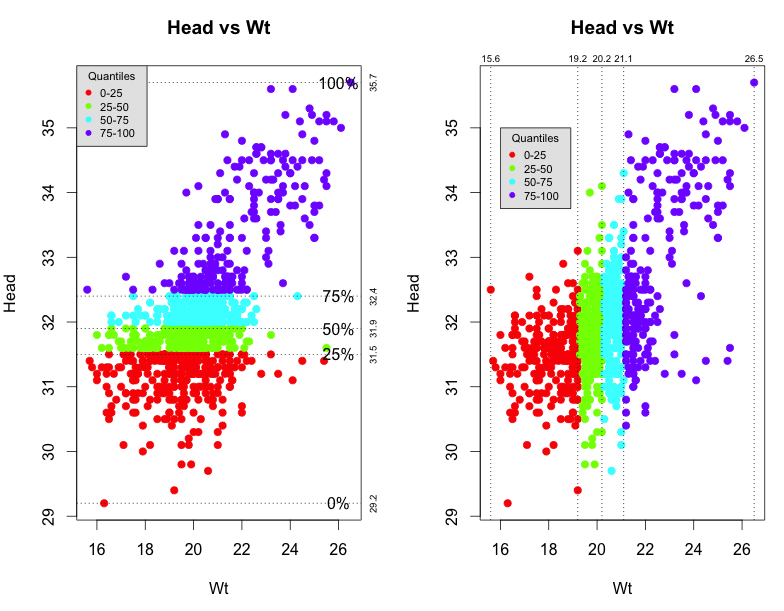 Head vs Wt
Quantiles
0-25
25-50
50-75
75-100
100%
75%
50%
25%
0%
35.7
32.4
31.9
31.5
29.2
35
34
33
32
31
30
29
Head
16 18 20 22 24 26
Wt
Head vs Wt
15.6 19.2 20.2 21.1 26.5
Quantiles
0-25
25-50
50-75
75-100
35
34
33
32
31
30
29
Head
16 18 20 22 24 26
Wt